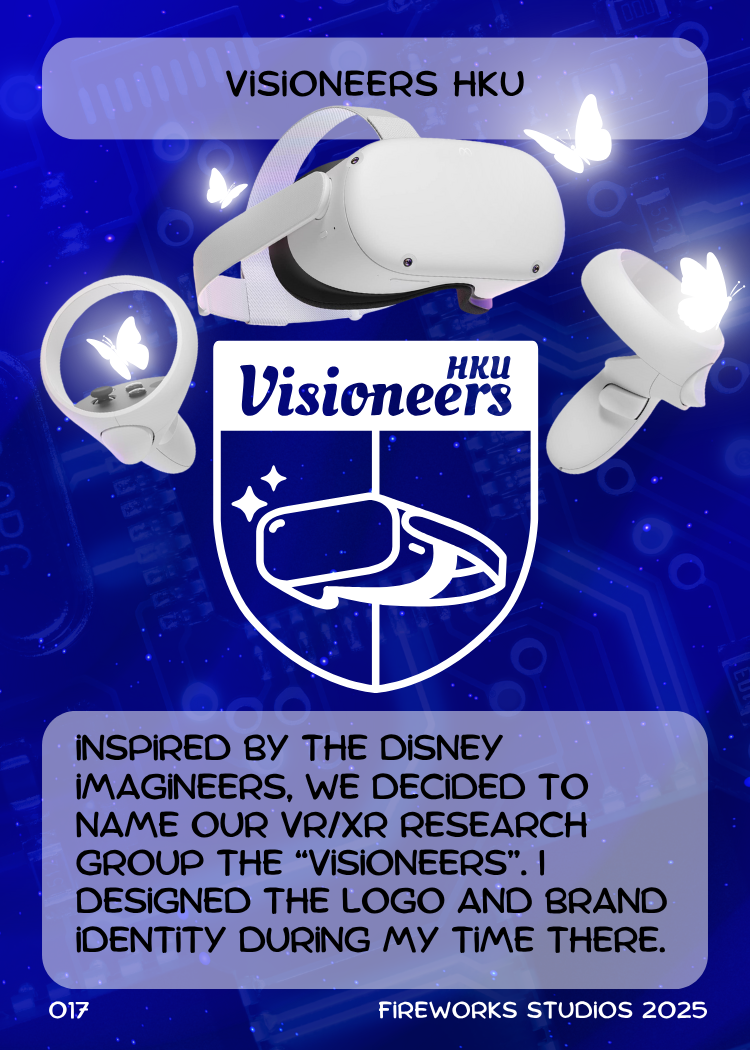 VISIONEERS HKU
HKU
Visioneers
INSPIRED BY THE DISNEY
IMAGINEERS, WE DECIDED TO
NAME OUR VR/XR RESEARCH
GROUP THE “VISIONEERS”. I
DESIGNED THE LOGO AND BRAND
IDENTITY DURING MY TIME THERE.
017
FIREWORKS STUDIOS 2025